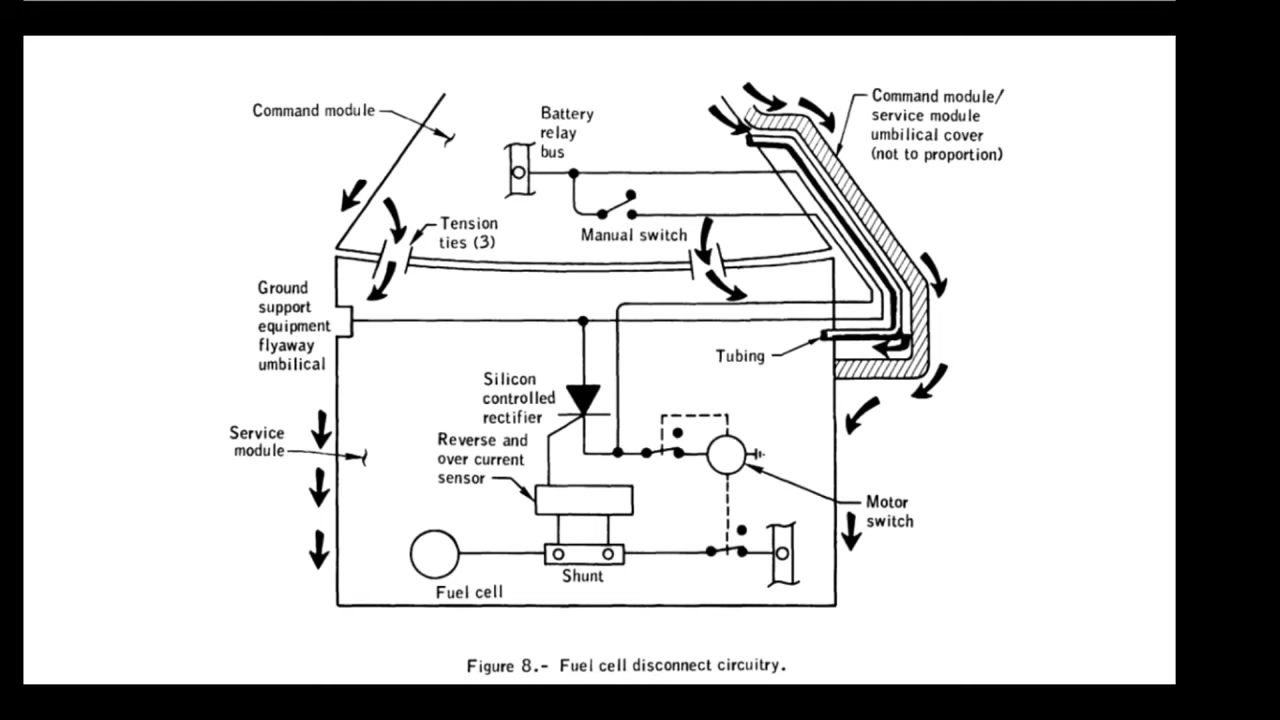 Command module
Battery
relay
bus
Command module/
service module
umbilical cover
(not to proportion)
Tension
ties (3)
Manual switch
Ground
support
equipment
flyaway
umbilical
Tubing
Silicon
controlled
rectifier
Service
module
Reverse and
over current
sensor
Motor
switch
Shunt
Fuel cell
Figure 8.- Fuel cell disconnect circuitry.